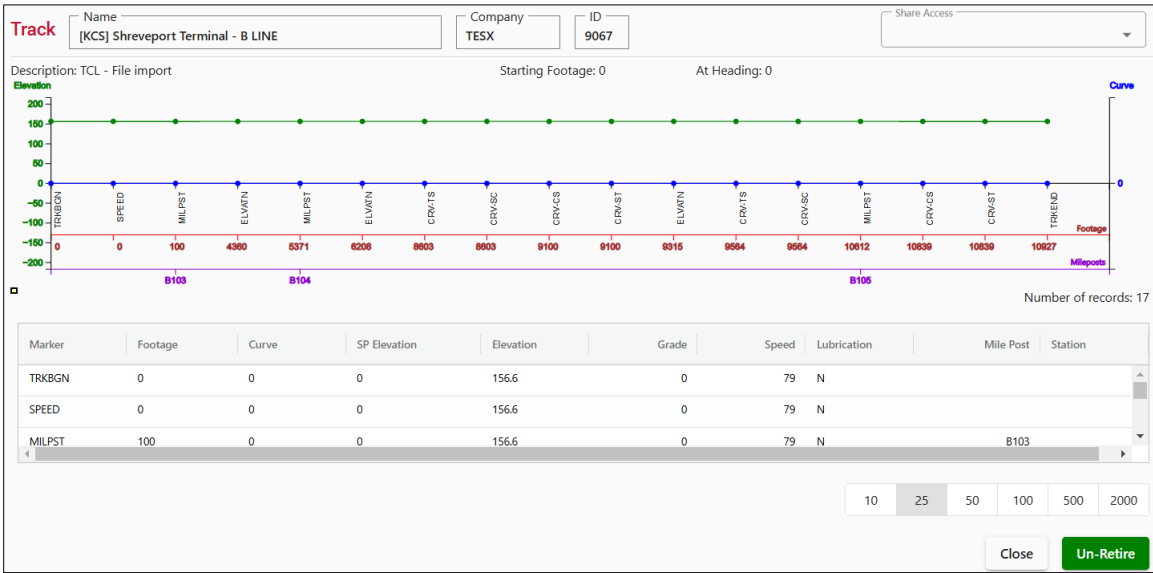 Track
Name
[KCS] Shreveport Terminal - B LINE
Company
TESX
ID
9067
Share Access
Description: TCL - File import
Starting Footage: 0
At Heading: 0
Elevation
Curve
200
150
100
50
0
0
-50
-100
-150
-200
TRKBGN
SPEED
MILPST
ELVATN
MILPST
ELVATN
CRV-TS
CRV-SC
CRV-CS
CRV-ST
ELVATN
CRV-TS
CRV-SC
MILPST
CRV-CS
CRV-ST
TRKEND
Footage
0 0 100 4360 5371 6208 8603 8603 9100 9100 9315 9564 9564 10612 10839 10839 10927
Mileposts
B103 B104 B105
Number of records: 17
Marker Footage Curve SP Elevation Elevation Grade Speed Lubrication Mile Post Station
TRKBGN 0 0 0 156.6 0 79 N
SPEED 0 0 0 156.6 0 79 N
MILPST 100 0 0 156.6 0 79 N B103
10 25 50 100 500 2000
Close Un-Retire